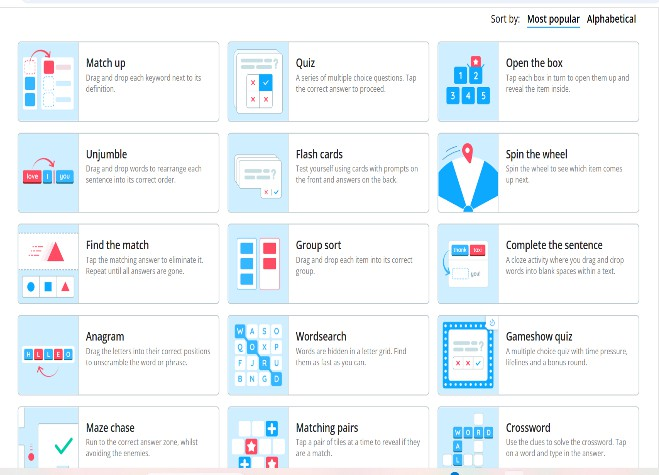 Sort by: Most popular Alphabetical
Match up
Drag and drop each keyword next to its
definition.
Quiz
A series of multiple choice questions. Tap
the correct answer to proceed.
Open the box
Tap each box in turn to open them up and
reveal the item inside.
1 2
3 4 5
Unjumble
Drag and drop words to rearrange each
sentence into its correct order.
love I you
Flash cards
Test yourself using cards with prompts on
the front and answers on the back.
Spin the wheel
Spin the wheel to see which item comes
up next.
Find the match
Tap the matching answer to eliminate it.
Repeat until all answers are gone.
Group sort
Drag and drop each item into its correct
group.
Complete the sentence
A cloze activity where you drag and drop
words into blank spaces within a text.
thank taxi
you!
Anagram
Drag the letters into their correct positions
to unscramble the word or phrase.
H L L E O
Wordsearch
Words are hidden in a letter grid. Find
them as fast as you can.
W A S O
Q O X P
F J R U
B N G D
Gameshow quiz
A multiple choice quiz with time pressure,
lifelines and a bonus round.
Maze chase
Run to the correct answer zone, whilst
avoiding the enemies.
Matching pairs
Tap a pair of tiles at a time to reveal if they
are a match.
Crossword
Use the clues to solve the crossword. Tap
on a word and type in the answer.
W O R D
A
L